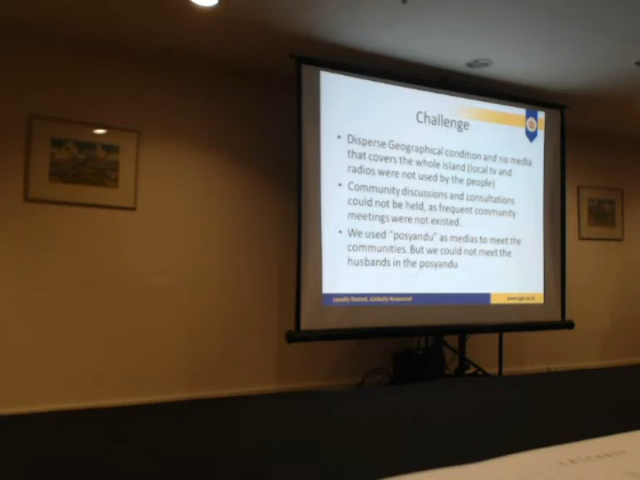 Challenge
• Disperse Geographical condition and no media
that covers the whole island (local tv and
radios were not used by the people)
• Community discussions and consultations
could not be held, as frequent community
meetings were not existed.
• We used "posyandu" as medias to meet the
communities. But we could not meet the
husbands in the posyandu
Locally Rooted, Globally Respected